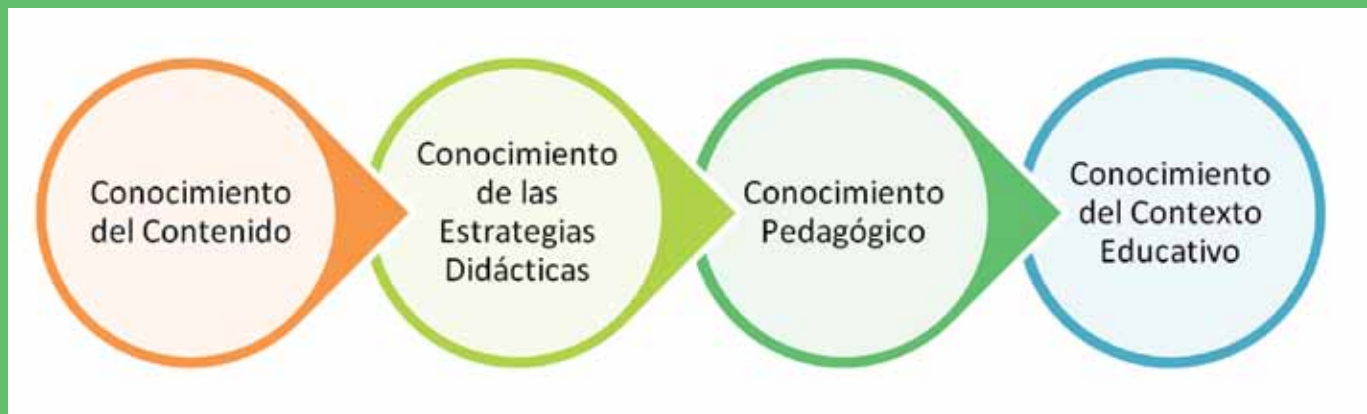 Conocimiento
del Contenido
Conocimiento
de las
Estrategias
Didácticas
Conocimiento
Pedagógico
Conocimiento
del Contexto
Educativo